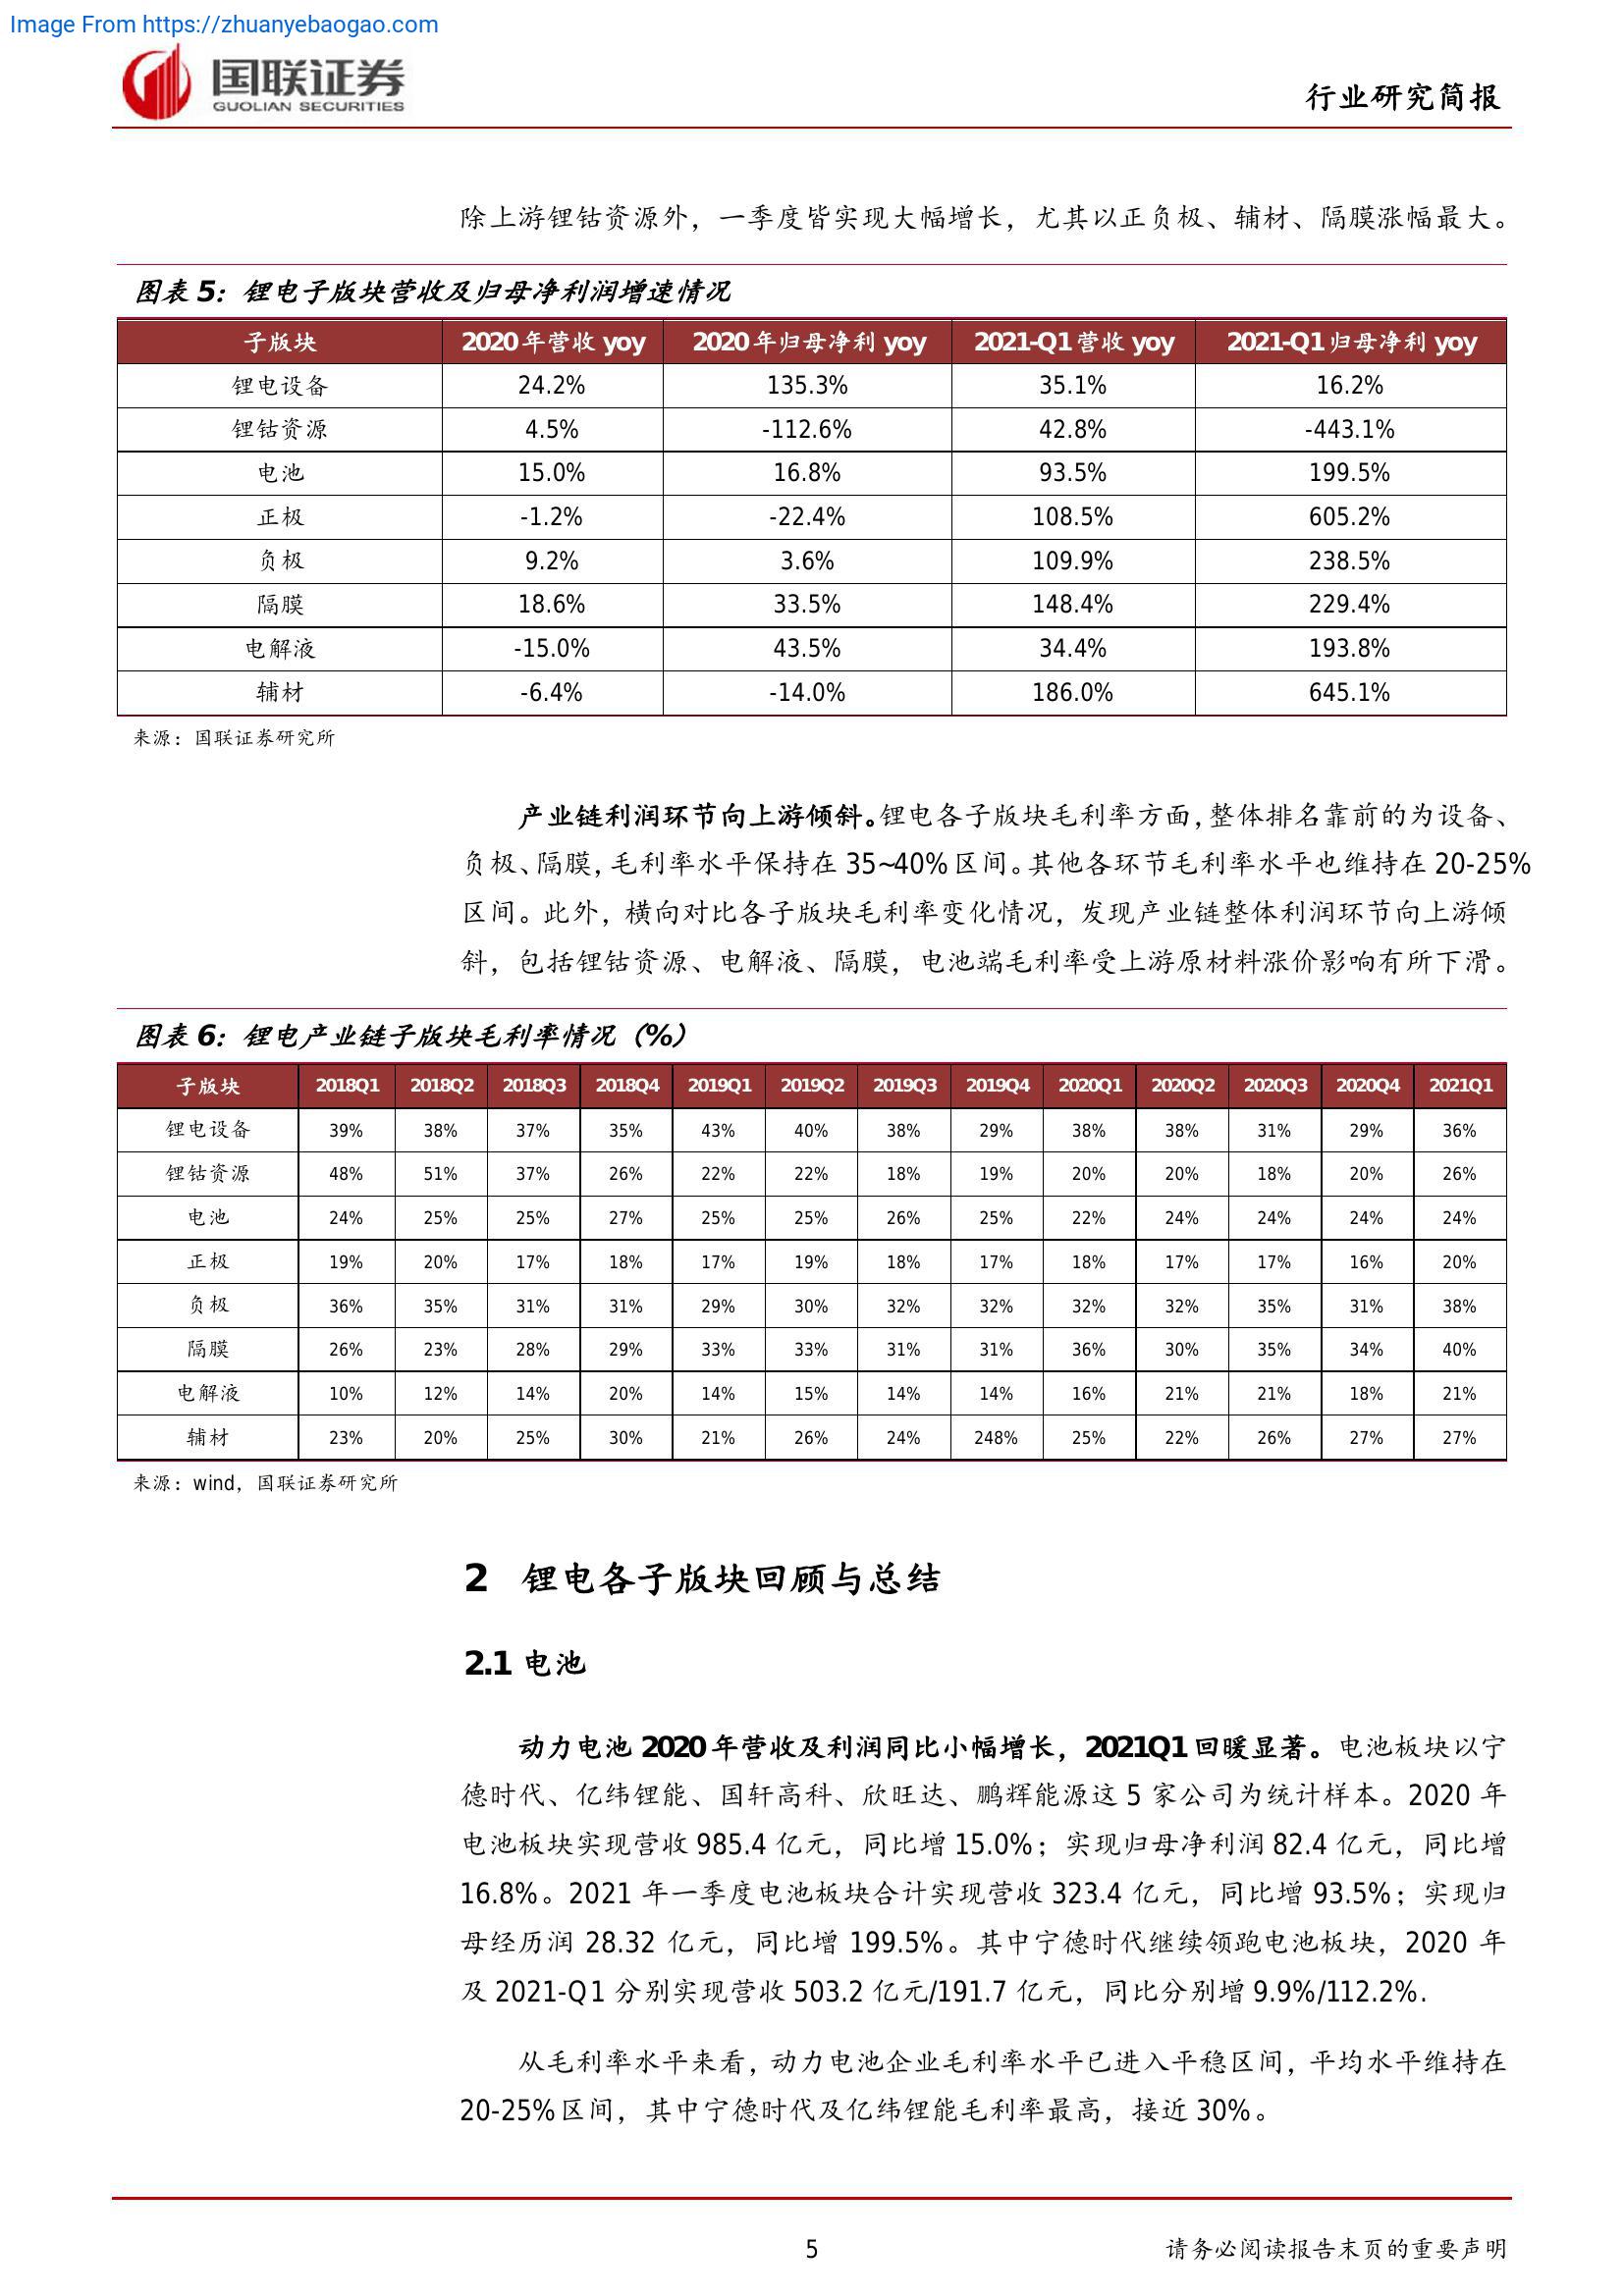 Image From https://zhuanyebaogao.com
国联证券
GUOLIAN SECURITIES
行业研究简报
除上游锂钴资源外，一季度皆实现大幅增长，尤其以正负极、辅材、隔膜涨幅最大。
图表 5：锂电子版块营收及归母净利润增速情况
子版块 2020 年营收 yoy 2020 年归母净利 yoy 2021-Q1 营收 yoy 2021-Q1 归母净利 yoy
锂电设备 24.2% 135.3% 35.1% 16.2%
锂钴资源 4.5% -112.6% 42.8% -443.1%
电池 15.0% 16.8% 93.5% 199.5%
正极 -1.2% -22.4% 108.5% 605.2%
负极 9.2% 3.6% 109.9% 238.5%
隔膜 18.6% 33.5% 148.4% 229.4%
电解液 -15.0% 43.5% 34.4% 193.8%
辅材 -6.4% -14.0% 186.0% 645.1%
来源：国联证券研究所
产业链利润环节向上游倾斜。锂电各子版块毛利率方面，整体排名靠前的为设备、
负极、隔膜，毛利率水平保持在 35~40%区间。其他各环节毛利率水平也维持在 20-25%
区间。此外，横向对比各子版块毛利率变化情况，发现产业链整体利润环节向上游倾
斜，包括锂钴资源、电解液、隔膜，电池端毛利率受上游原材料涨价影响有所下滑。
图表 6：锂电产业链子版块毛利率情况（%）
子版块 2018Q1 2018Q2 2018Q3 2018Q4 2019Q1 2019Q2 2019Q3 2019Q4 2020Q1 2020Q2 2020Q3 2020Q4 2021Q1
锂电设备 39% 38% 37% 35% 43% 40% 38% 29% 38% 38% 31% 29% 36%
锂钴资源 48% 51% 37% 26% 22% 22% 18% 19% 20% 20% 18% 20% 26%
电池 24% 25% 25% 27% 25% 25% 26% 25% 22% 24% 24% 24% 24%
正极 19% 20% 17% 18% 17% 19% 18% 17% 18% 17% 17% 16% 20%
负极 36% 35% 31% 31% 29% 30% 32% 32% 32% 32% 35% 31% 38%
隔膜 26% 23% 28% 29% 33% 33% 31% 31% 36% 30% 35% 34% 40%
电解液 10% 12% 14% 20% 14% 15% 14% 14% 16% 21% 21% 18% 21%
辅材 23% 20% 25% 30% 21% 26% 24% 248% 25% 22% 26% 27% 27%
来源：wind，国联证券研究所
2 锂电各子版块回顾与总结
2.1 电池
动力电池 2020 年营收及利润同比小幅增长，2021Q1 回暖显著。电池板块以宁
德时代、亿纬锂能、国轩高科、欣旺达、鹏辉能源这 5 家公司为统计样本。2020 年
电池板块实现营收 985.4 亿元，同比增 15.0%；实现归母净利润 82.4 亿元，同比增
16.8%。2021 年一季度电池板块合计实现营收 323.4 亿元，同比增 93.5%；实现归
母经历润 28.32 亿元，同比增 199.5%。其中宁德时代继续领跑电池板块，2020 年
及 2021-Q1 分别实现营收 503.2 亿元/191.7 亿元，同比分别增 9.9%/112.2%.
从毛利率水平来看，动力电池企业毛利率水平已进入平稳区间，平均水平维持在
20-25%区间，其中宁德时代及亿纬锂能毛利率最高，接近 30%。
5
请务必阅读报告末页的重要声明